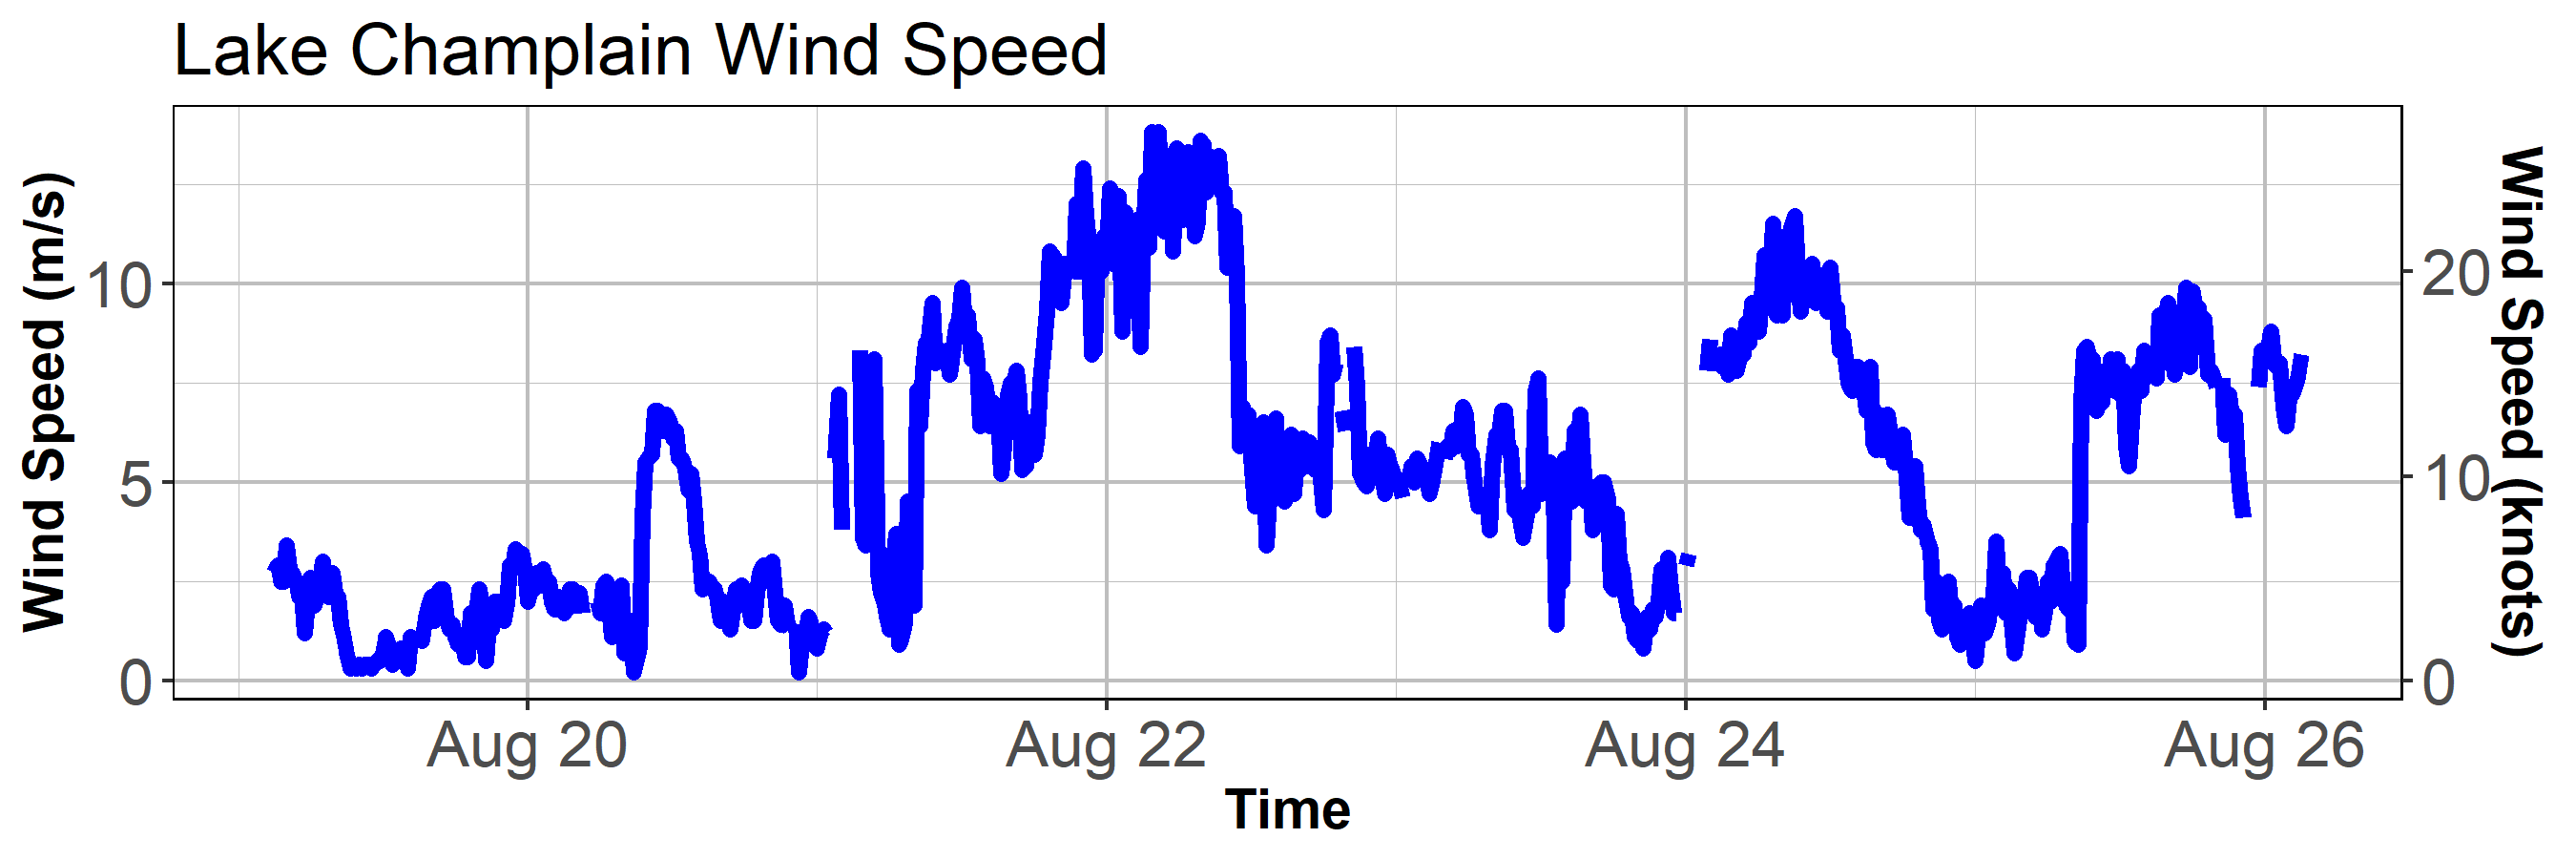 Lake Champlain Wind Speed
Wind Speed (m/s)
10
5
0
20
10
0
Wind Speed (knots)
Aug 20
Aug 22
Aug 24
Aug 26
Time